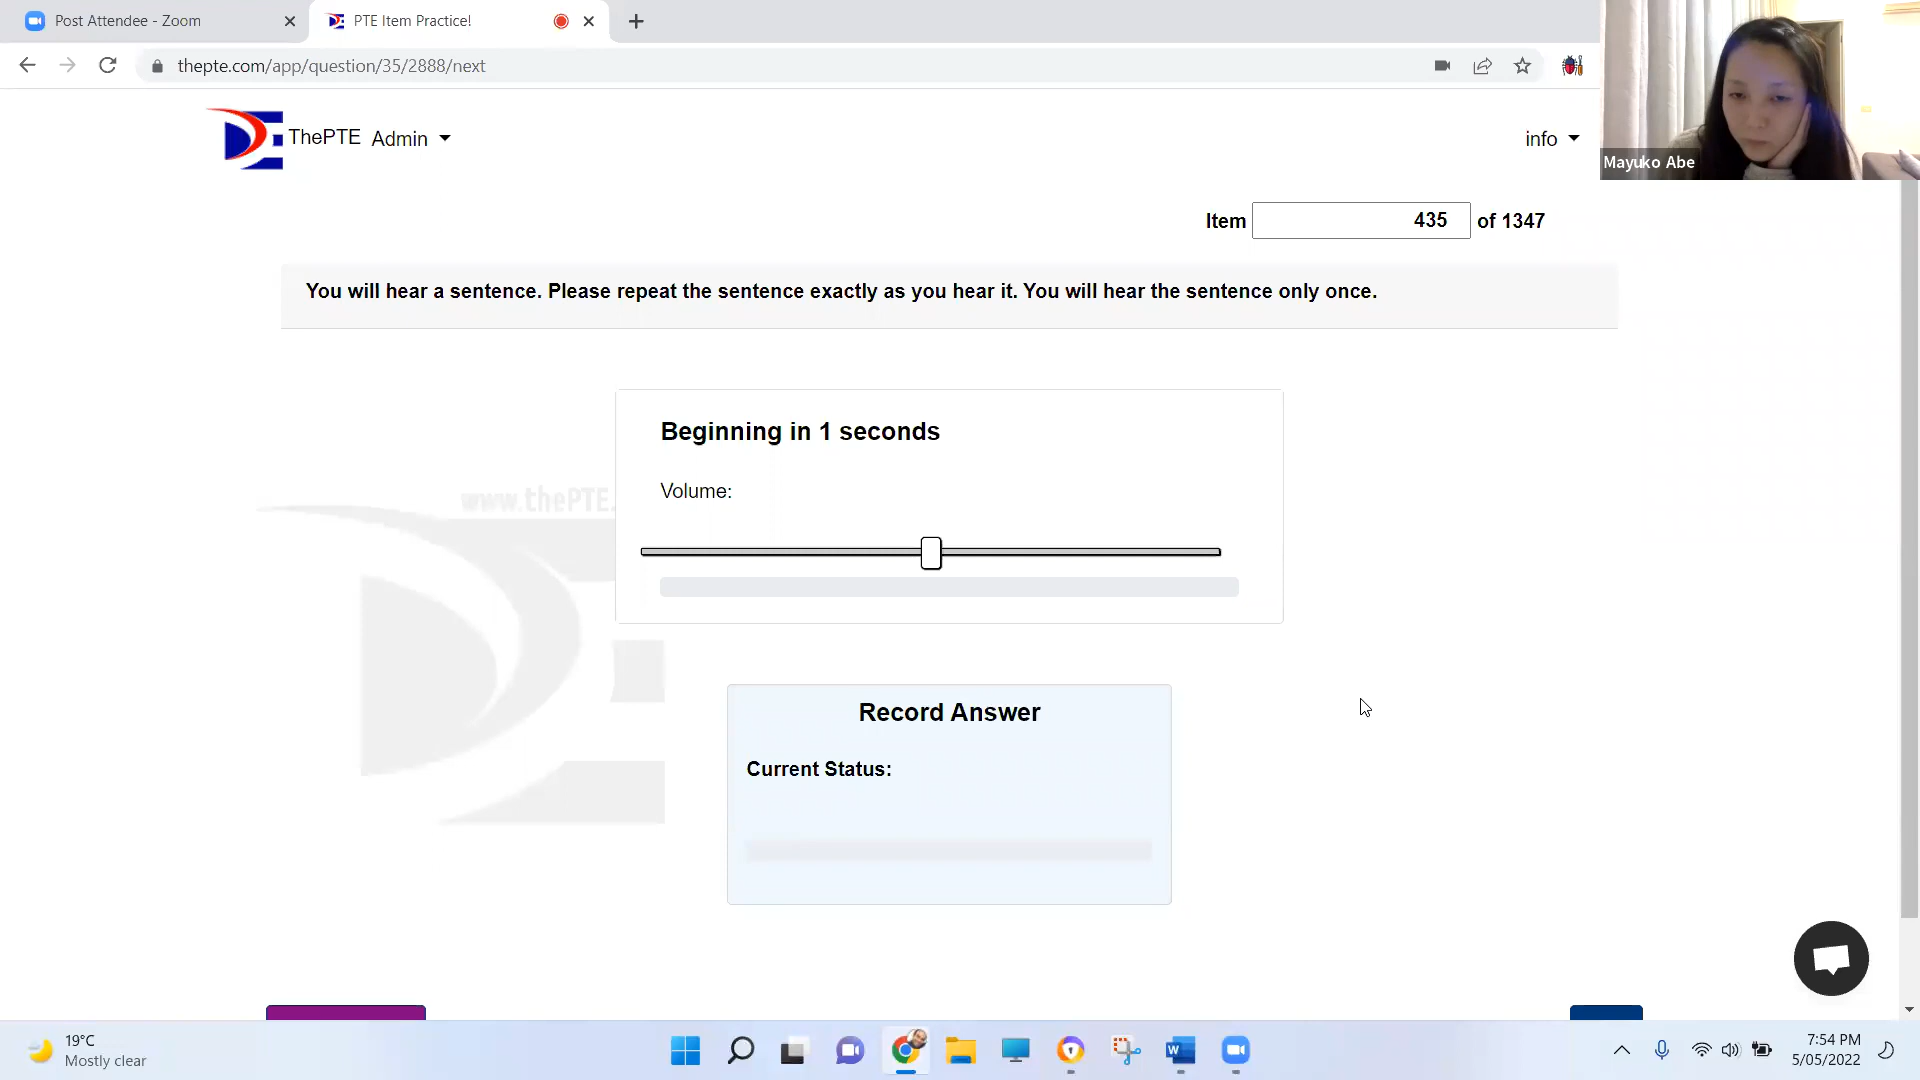 Post Attendee - Zoom
PTE Item Practice!
thepte.com/app/question/35/2888/next
ThePTE Admin
info
Mayuko Abe
Item 435 of 1347
You will hear a sentence. Please repeat the sentence exactly as you hear it. You will hear the sentence only once.
Beginning in 1 seconds
www.thePTE.
Volume:
Record Answer
Current Status:
19°C
Mostly clear
7:54 PM
5/05/2022